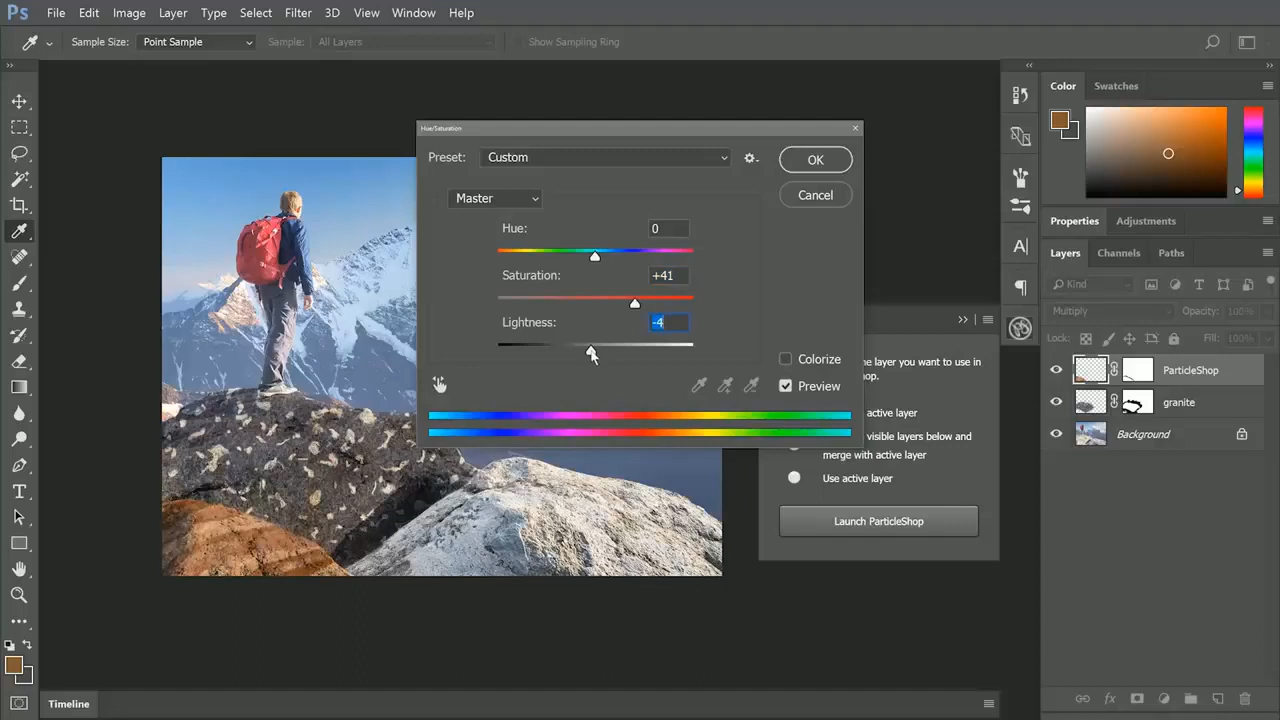 Ps File Edit Image Layer Type Select Filter 3D View Window Help
Sample Size: Point Sample Sample: All Layers Show Sampling Ring
Color Swatches
Hue/Saturation
Preset: Custom
OK
Master
Cancel
Hue: 0
Saturation: +41
Lightness: -4
Colorize
Preview
Properties Adjustments
Layers Channels Paths
Kind
Multiply Opacity: 100%
Lock: Fill: 100%
ParticleShop
granite
Background
he layer you want to use in
hop.
active layer
visible layers below and
merge with active layer
Use active layer
Launch ParticleShop
Timeline